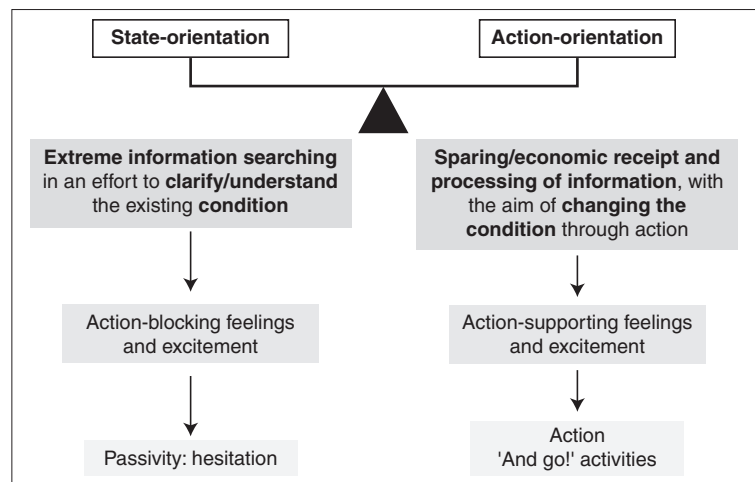 State-orientation
Action-orientation
Extreme information searching
in an effort to clarify/understand
the existing condition
Sparing/economic receipt and
processing of information, with
the aim of changing the
condition through action
Action-blocking feelings
and excitement
Action-supporting feelings
and excitement
Passivity: hesitation
Action
'And go!' activities